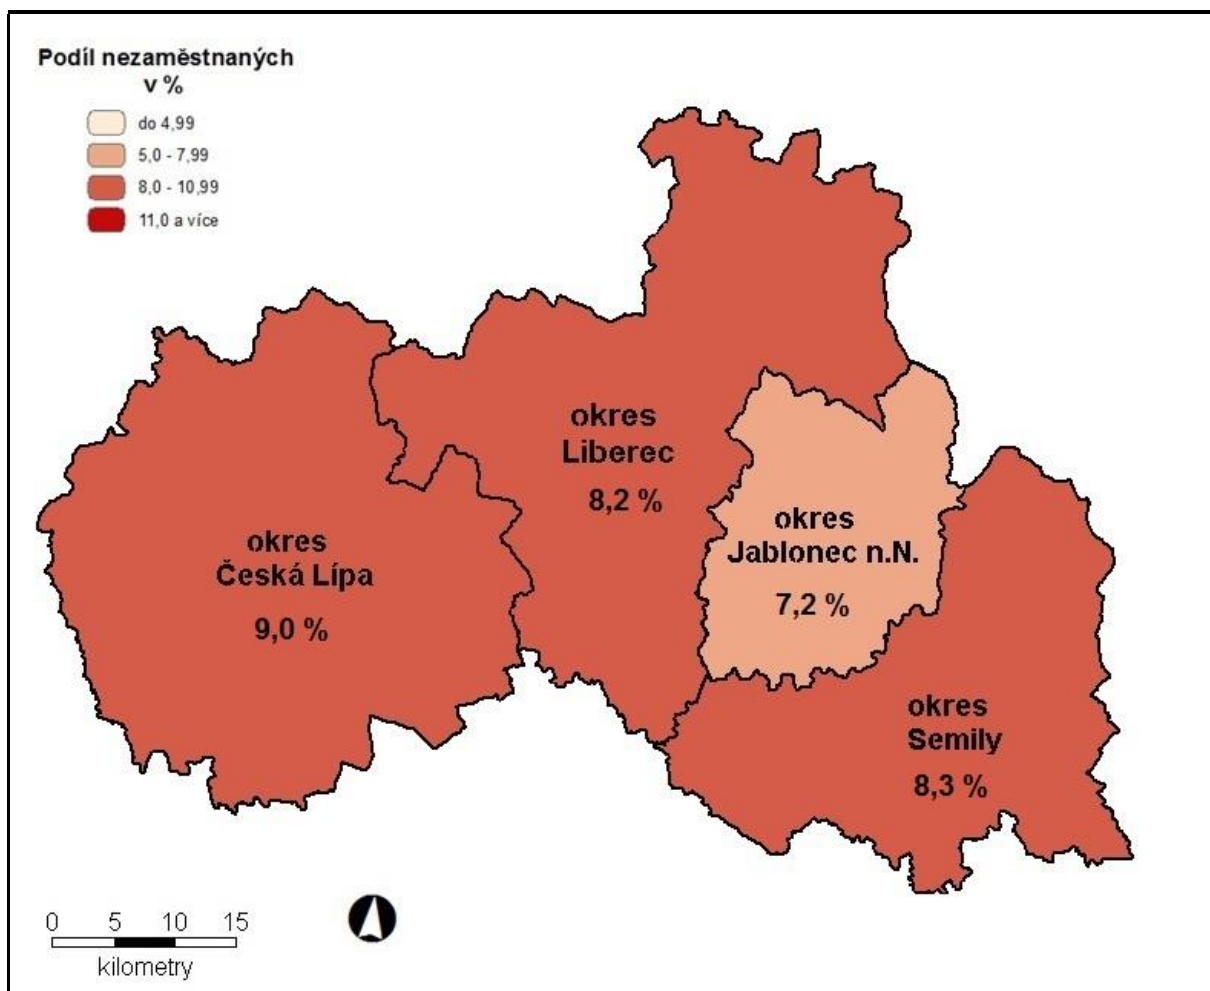 Podíl nezaměstnaných
v %
do 4,99
5,0 - 7,99
8,0 - 10,99
11,0 a více
okres
Liberec
8,2 %
okres
Jablonec n.N.
7,2 %
okres
Česká Lípa
9,0 %
okres
Semily
8,3 %
0 5 10 15
kilometry